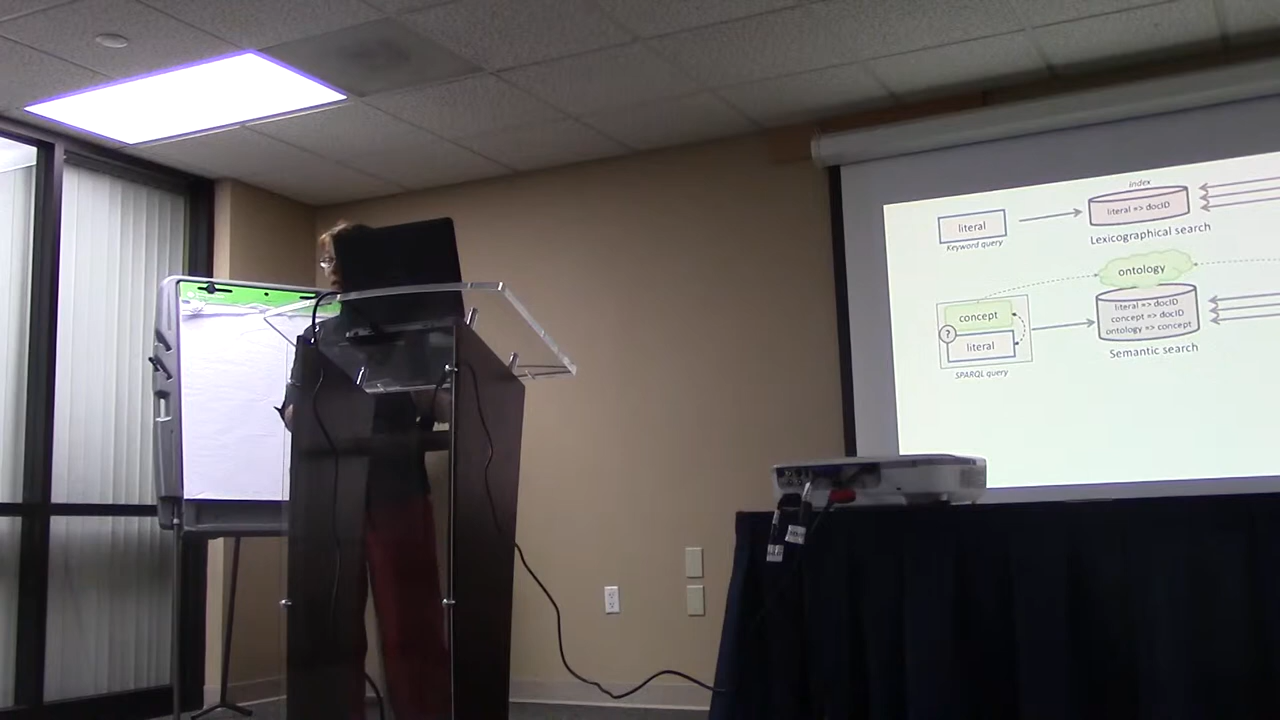 index
literal
literal => docID
Keyword query
Lexicographical search
ontology
concept
literal => docID
concept => docID
ontology => concept
?
literal
Semantic search
SPARQL query